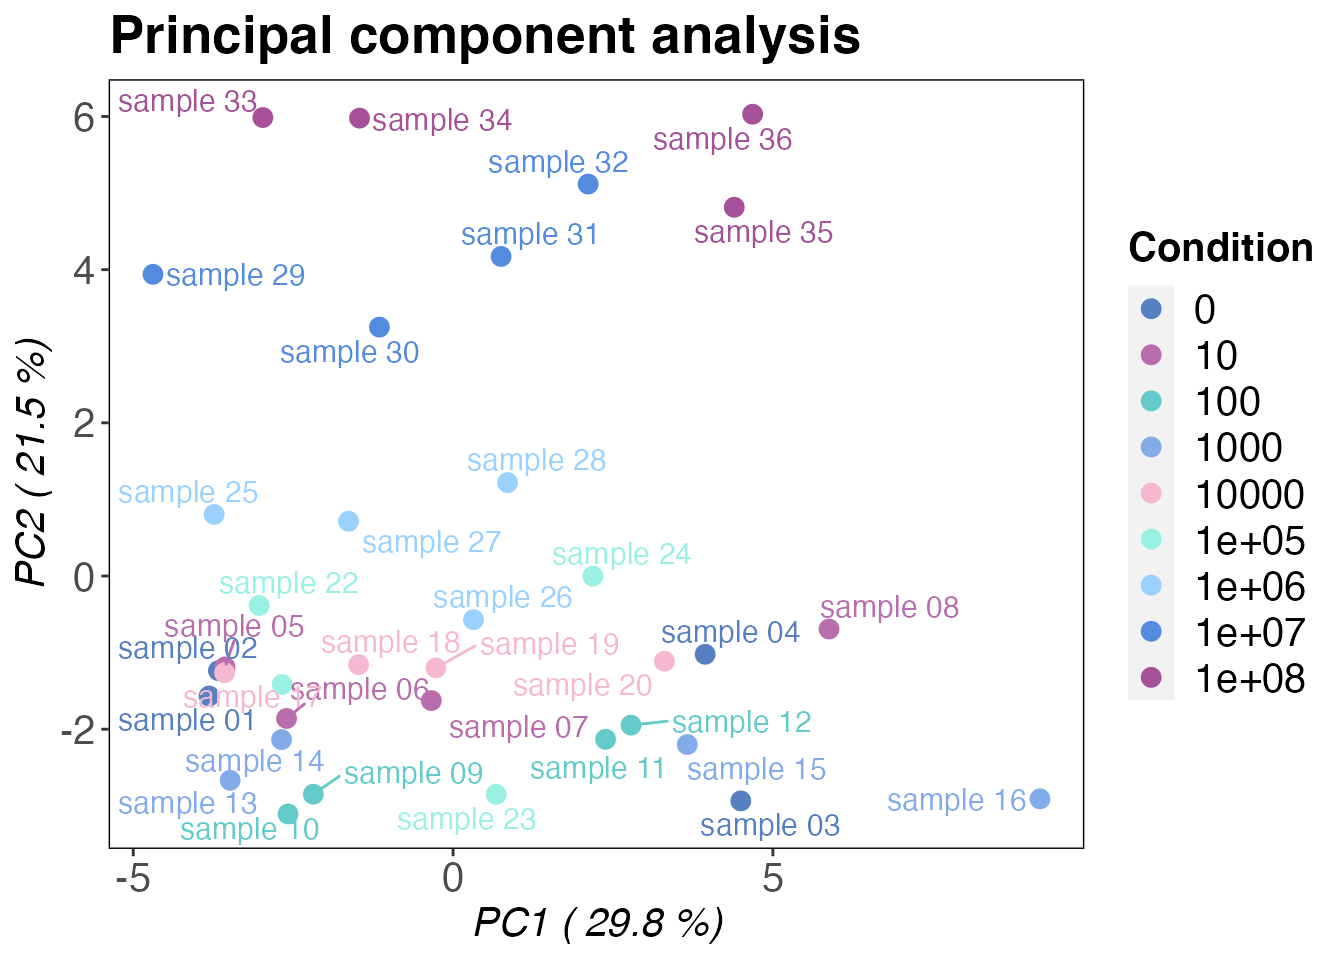 Principal component analysis
sample 33
sample 34
sample 36
sample 32
sample 35
sample 31
sample 29
sample 30
sample 28
sample 25
sample 27
sample 24
sample 22
sample 26
sample 08
sample 05
sample 04
sample 02
sample 18
sample 19
sample 20
sample 06
sample 17
sample 01
sample 07
sample 12
sample 14
sample 11
sample 15
sample 09
sample 13
sample 16
sample 10
sample 23
sample 03
6
4
2
0
-2
-5
0
5
PC1 ( 29.8 %)
PC2 ( 21.5 %)
Condition
0
10
100
1000
10000
1e+05
1e+06
1e+07
1e+08